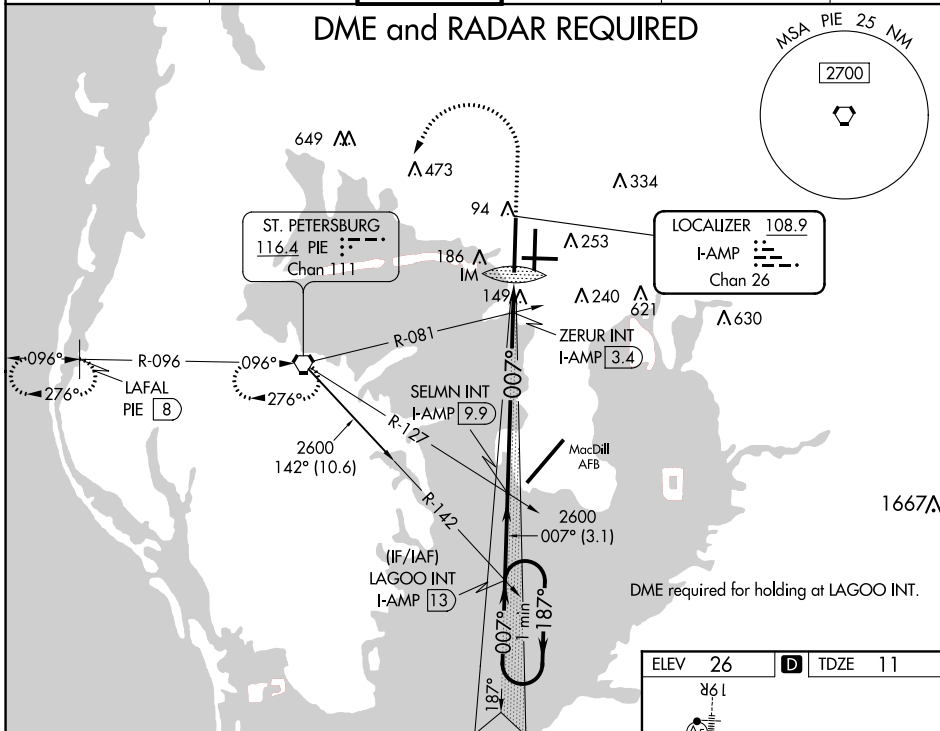 DME and RADAR REQUIRED
MSA PIE 25 NM
2700
649
473
334
94
ST. PETERSBURG
116.4 PIE
Chan 111
LOCALIZER 108.9
I-AMP
Chan 26
253
186
IM
149
240
621
630
R-081
ZERUR INT
I-AMP 3.4
096°
R-096
096°
LAFAL
PIE 8
276°
276°
007°
SELMN INT
I-AMP 9.9
R-127
2600
142° (10.6)
MacDill
AFB
R-142
1667
2600
007° (3.1)
(IF/IAF)
LAGOO INT
I-AMP 13
DME required for holding at LAGOO INT.
007°
1 min
187°
187°
ELEV 26 D TDZE 11
19R